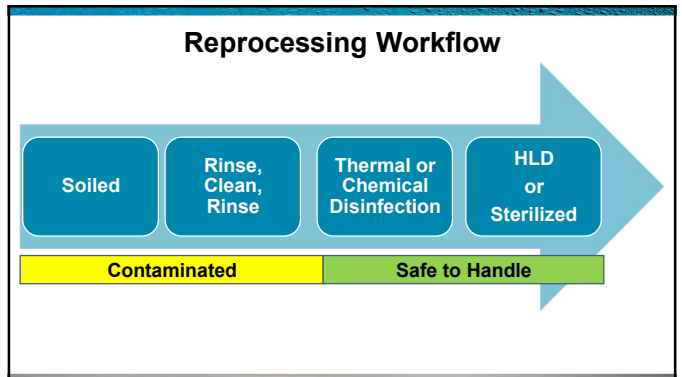 Reprocessing Workflow
Soiled
Rinse,
Clean,
Rinse
Thermal or
Chemical
Disinfection
HLD
or
Sterilized
Contaminated
Safe to Handle